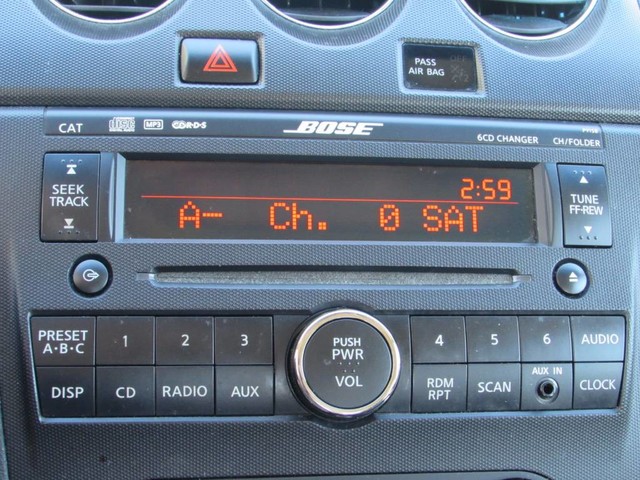 PASS
AIR BAG
CAT
disc
MP3
R·D·S
BOSE
6CD CHANGER
CH/FOLDER
SEEK
TRACK
2:59
A- Ch. 0 SAT
TUNE
FF·REW
PRESET
A·B·C
1
2
3
PUSH
PWR
VOL
4
5
6
AUDIO
DISP
CD
RADIO
AUX
RDM
RPT
SCAN
AUX IN
CLOCK